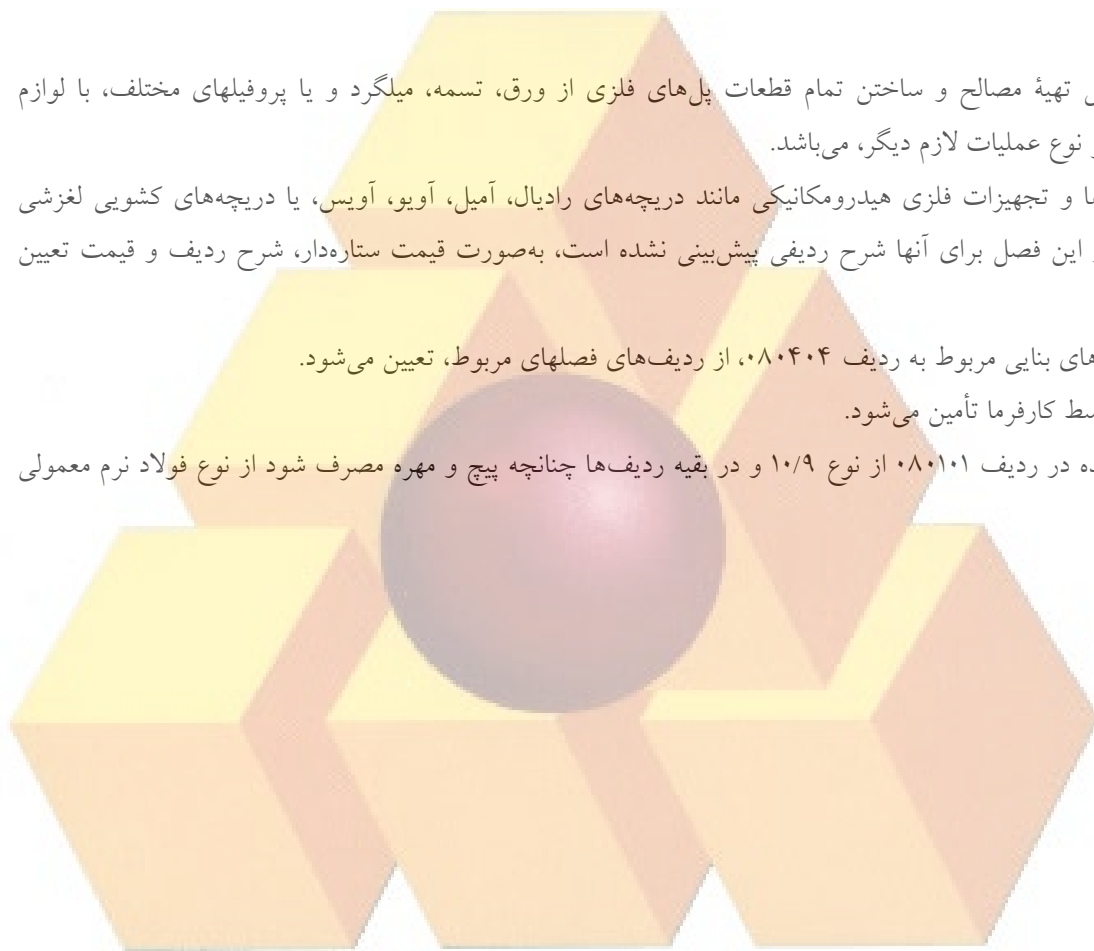 تهیهٔ مصالح و ساختن تمام قطعات پل‌های فلزی از ورق، تسمه، میلگرد و یا پروفیلهای مختلف، با لوازم
نوع عملیات لازم دیگر، می‌باشد.
و تجهیزات فلزی هیدرومکانیکی مانند دریچه‌های رادیال، آمیل، آویو، آویس، یا دریچه‌های کشویی لغزشی
این فصل برای آنها شرح ردیفی پیش‌بینی نشده است، به‌صورت قیمت ستاره‌دار، شرح ردیف و قیمت تعیین
های بنایی مربوط به ردیف ۰۸۰۴۰۴، از ردیف‌های فصلهای مربوط، تعیین می‌شود.
کارفرما تأمین می‌شود.
در ردیف ۰۸۰۱۰۱ از نوع ۱۰/۹ و در بقیه ردیف‌ها چنانچه پیچ و مهره مصرف شود از نوع فولاد نرم معمولی